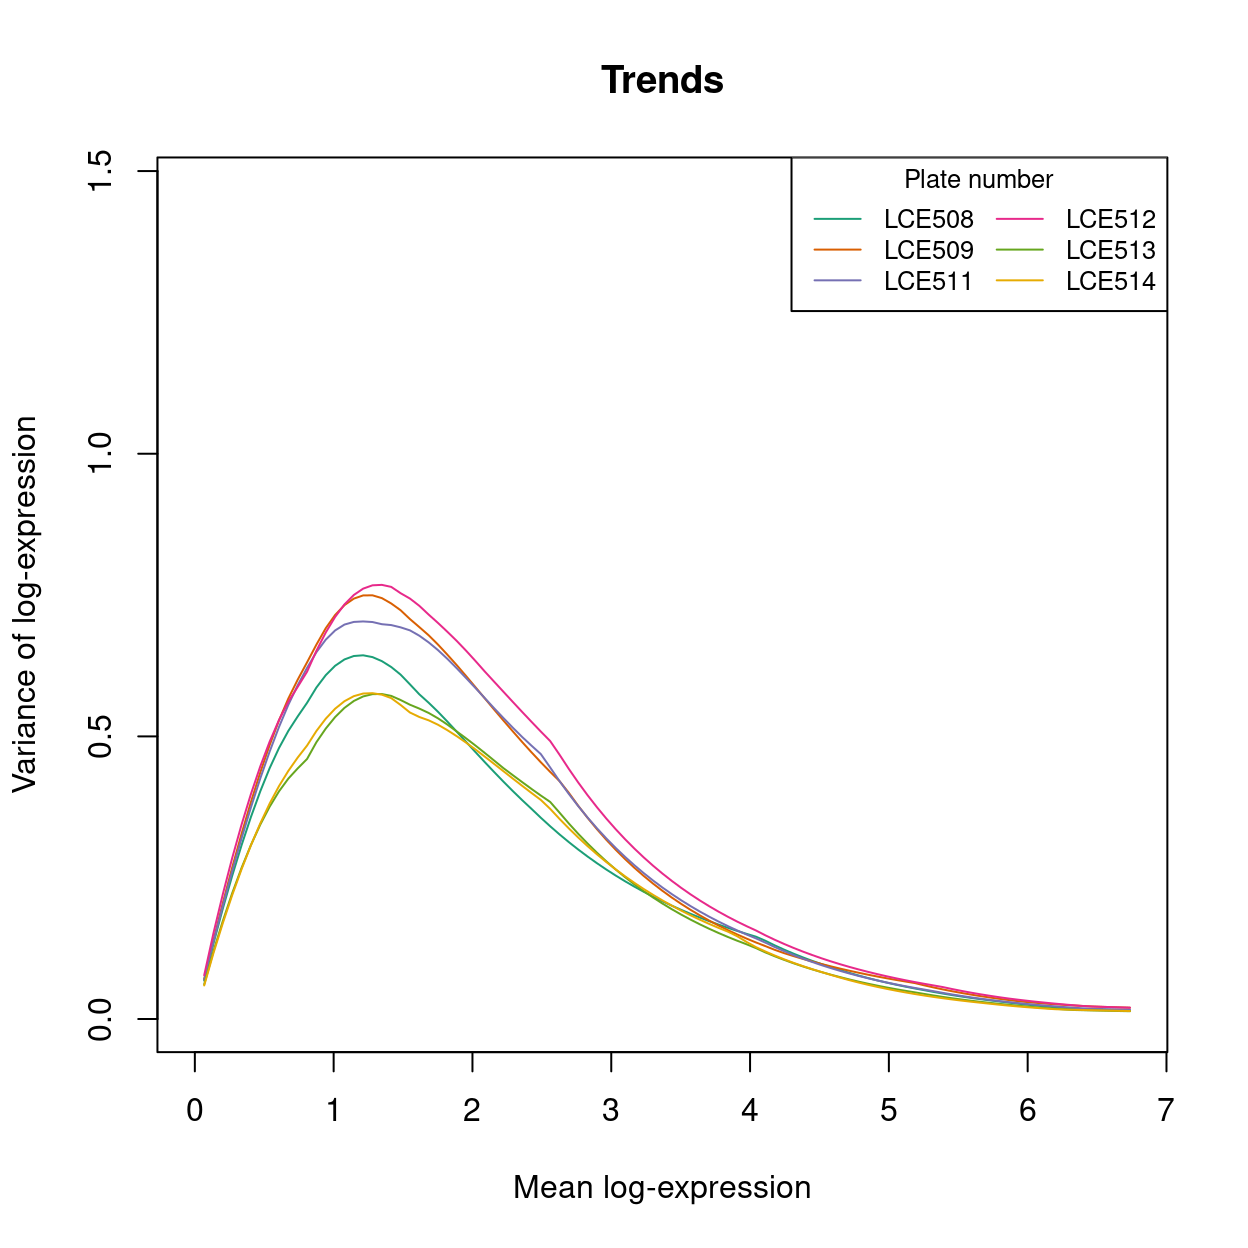 Trends
Variance of log-expression
1.5
1.0
0.5
0.0
Plate number
LCE508 LCE512
LCE509 LCE513
LCE511 LCE514
0 1 2 3 4 5 6 7
Mean log-expression